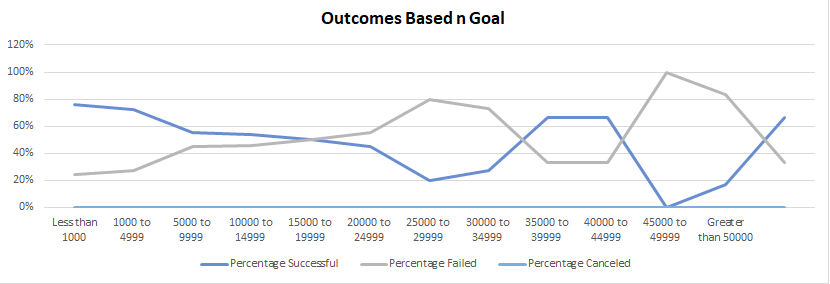 Outcomes Based n Goal
120%
100%
80%
60%
40%
20%
0%
Less than 1000
1000 to 4999
5000 to 9999
10000 to 14999
15000 to 19999
20000 to 24999
25000 to 29999
30000 to 34999
35000 to 39999
40000 to 44999
45000 to 49999
Greater than 50000
Percentage Successful
Percentage Failed
Percentage Canceled